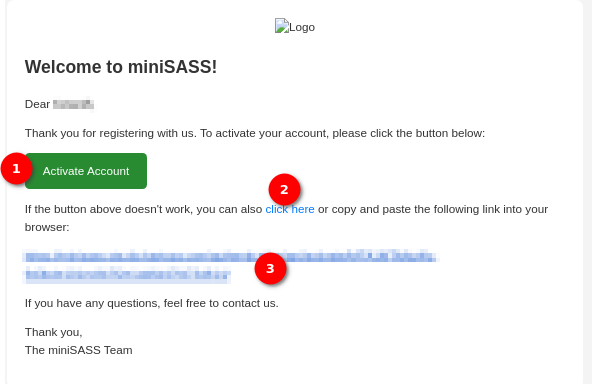 Logo
Welcome to miniSASS!
Dear
Thank you for registering with us. To activate your account, please click the button below:
1
Activate Account
2
If the button above doesn't work, you can also click here or copy and paste the following link into your
browser:
3
If you have any questions, feel free to contact us.
Thank you,
The miniSASS Team